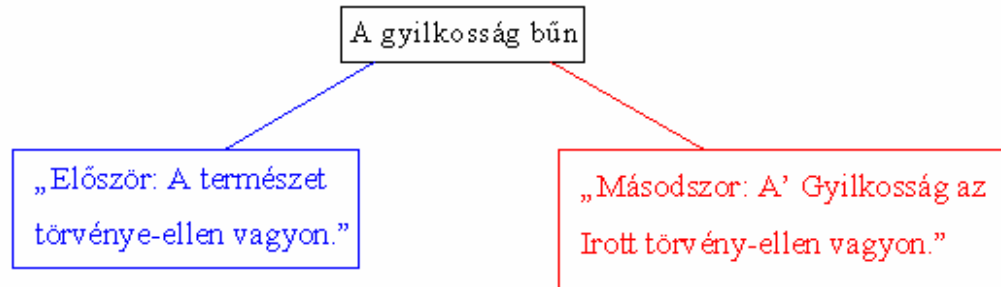 A gyilkosság bűn
„Először: A természet
törvénye-ellen vagyon.”
„Másodszor: A’ Gyilkosság az
Irott törvény-ellen vagyon.”